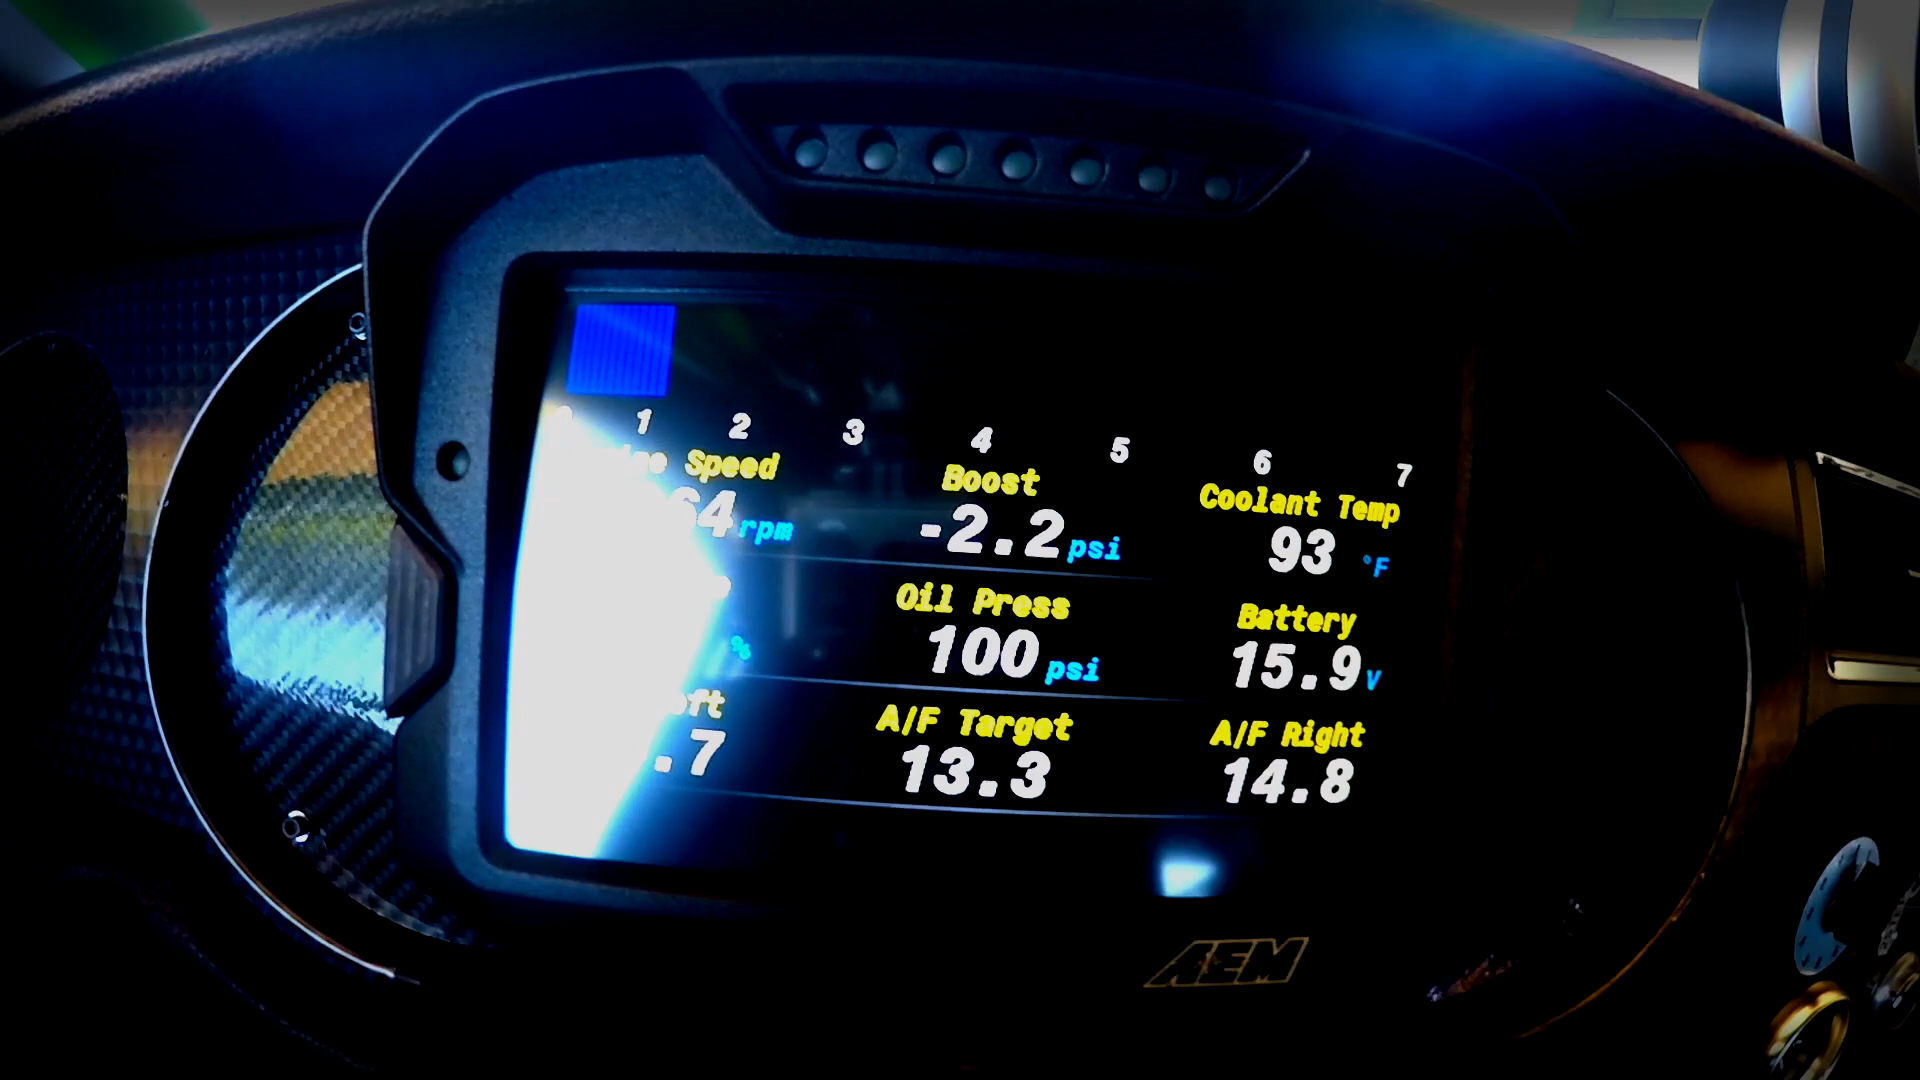 1 2 3 4 5 6 7
Speed Boost Coolant Temp
64 rpm -2.2 psi 93 °F
Oil Press Battery
% 100 psi 15.9 V
A/F Target A/F Right
.7 13.3 14.8
AEM